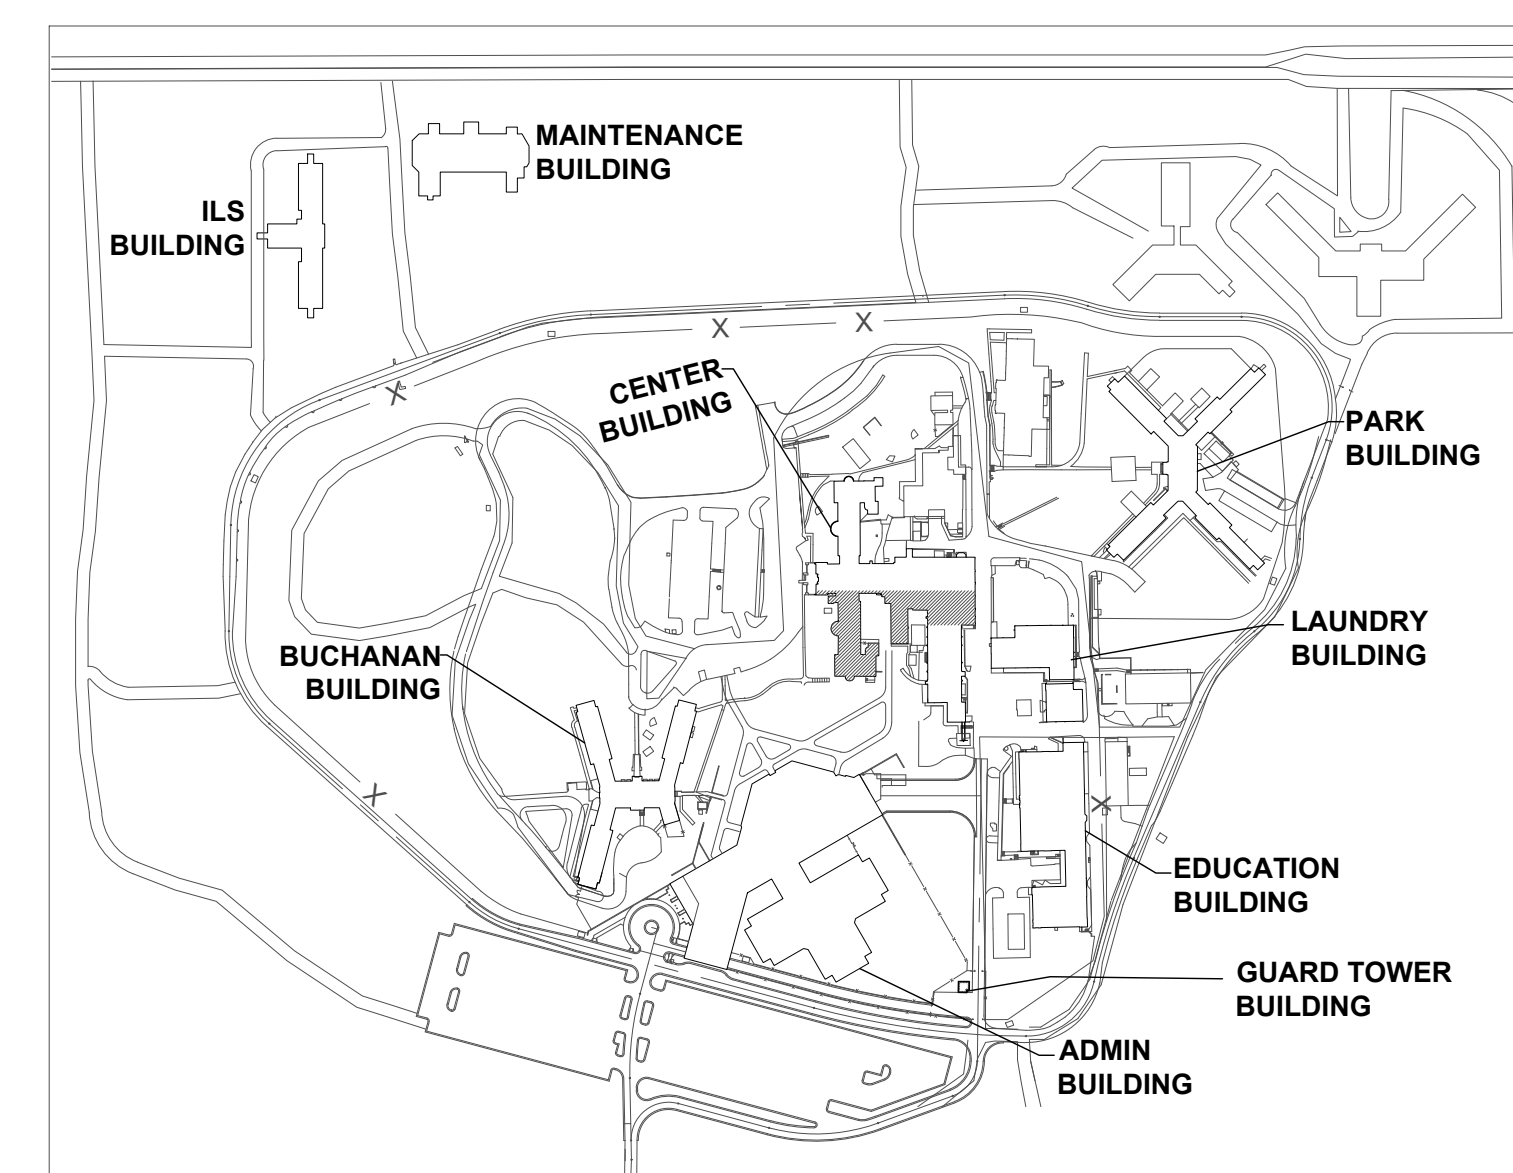 MAINTENANCE
BUILDING
ILS
BUILDING
CENTER
BUILDING
PARK
BUILDING
LAUNDRY
BUILDING
BUCHANAN
BUILDING
EDUCATION
BUILDING
GUARD TOWER
BUILDING
ADMIN
BUILDING